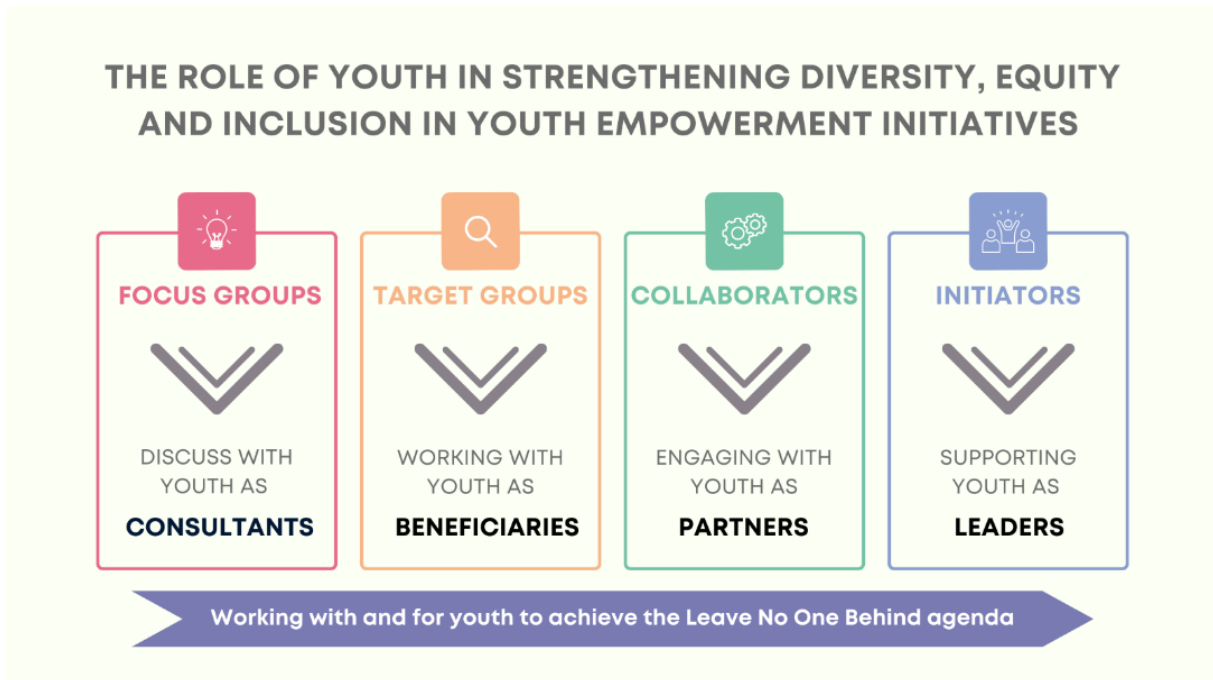 THE ROLE OF YOUTH IN STRENGTHENING DIVERSITY, EQUITY
AND INCLUSION IN YOUTH EMPOWERMENT INITIATIVES
FOCUS GROUPS
DISCUSS WITH
YOUTH AS
CONSULTANTS
TARGET GROUPS
WORKING WITH
YOUTH AS
BENEFICIARIES
COLLABORATORS
ENGAGING WITH
YOUTH AS
PARTNERS
INITIATORS
SUPPORTING
YOUTH AS
LEADERS
Working with and for youth to achieve the Leave No One Behind agenda